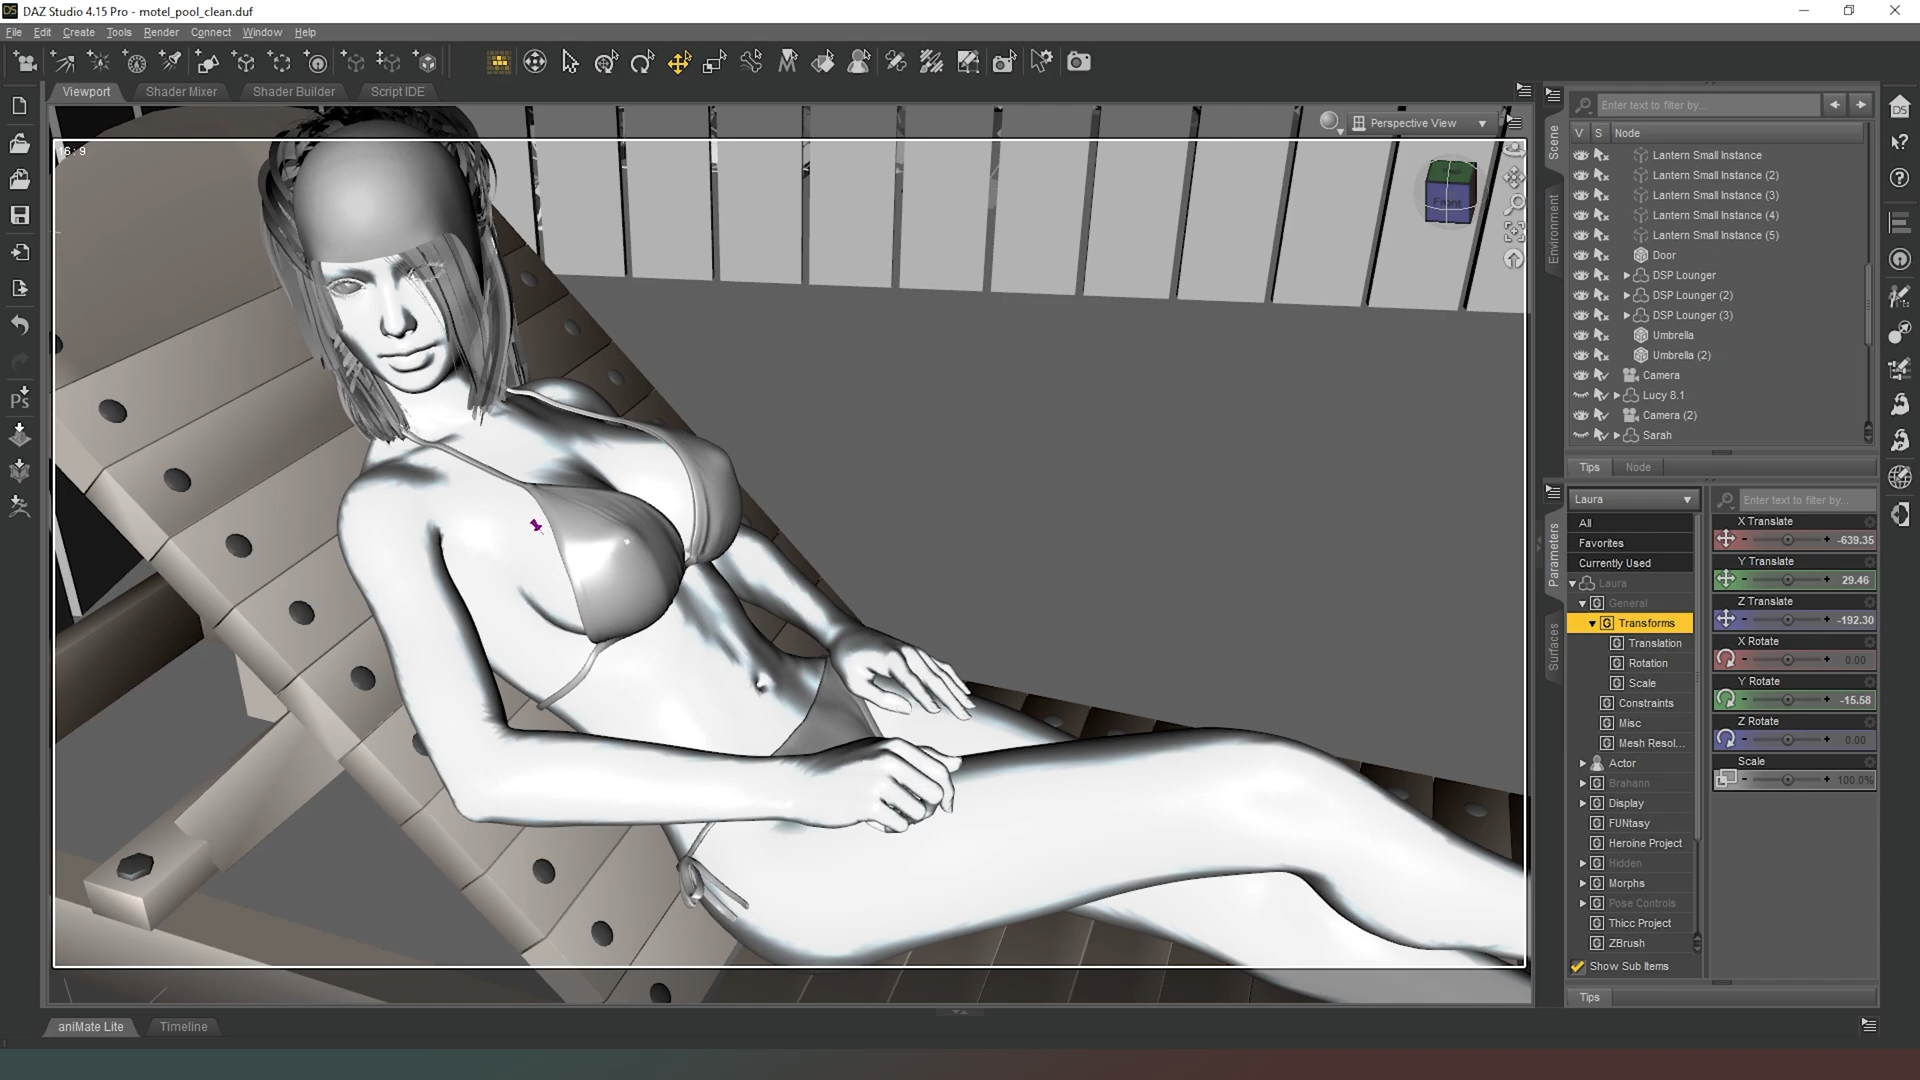 DAZ Studio 4.15 Pro - motel_pool_clean.duf
File Edit Create Tools Render Connect Window Help
Viewport Shader Mixer Shader Builder Script IDE
16 : 9
Perspective View
Front
Enter text to filter by...
V S Node
Lantern Small Instance
Lantern Small Instance (2)
Lantern Small Instance (3)
Lantern Small Instance (4)
Lantern Small Instance (5)
Door
DSP Lounger
DSP Lounger (2)
DSP Lounger (3)
Umbrella
Umbrella (2)
Camera
Lucy 8.1
Camera (2)
Sarah
Scene
Environment
Tips Node
Parameters
Surfaces
Laura
All
Favorites
Currently Used
Laura
General
Transforms
Translation
Rotation
Scale
Constraints
Misc
Mesh Resol...
Actor
Brahann
Display
FUNtasy
Heroine Project
Hidden
Morphs
Pose Controls
Thicc Project
ZBrush
Show Sub Items
Enter text to filter by...
X Translate
-639.35
Y Translate
29.46
Z Translate
-192.30
X Rotate
0.00
Y Rotate
-15.58
Z Rotate
0.00
Scale
100.0%
Tips
aniMate Lite Timeline
Ps
DS